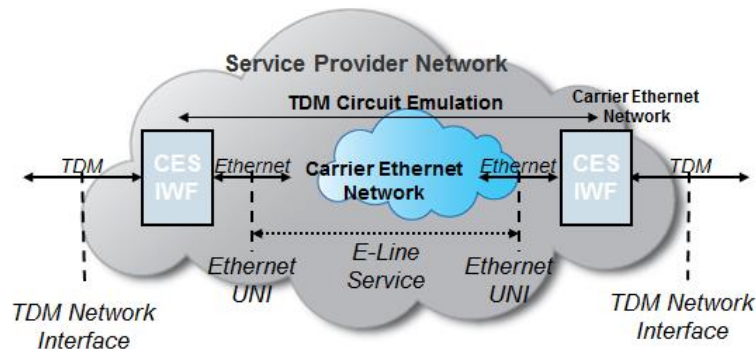 Service Provider Network
TDM Circuit Emulation
Carrier Ethernet
Network
TDM
CES
IWF
Ethernet
Carrier Ethernet
Network
Ethernet
CES
IWF
TDM
E-Line
Service
Ethernet
UNI
Ethernet
UNI
TDM Network
Interface
TDM Network
Interface